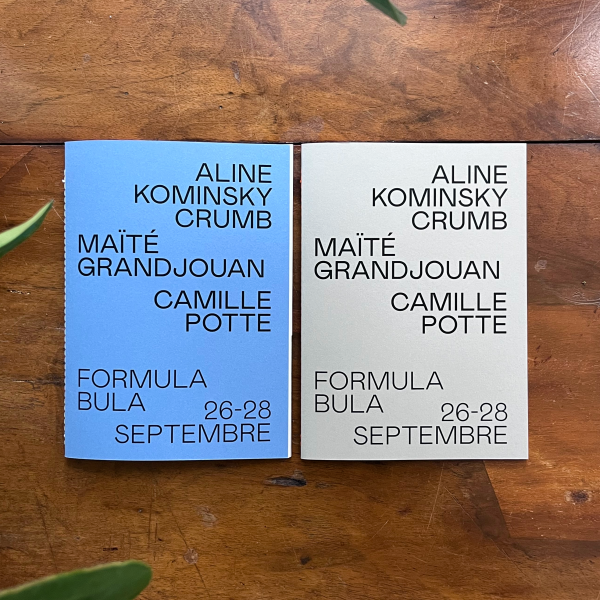 ALINE
KOMINSKY
CRUMB
MAÏTÉ
GRANDJOUAN
CAMILLE
POTTE
FORMULA
BULA
26-28
SEPTEMBRE
ALINE
KOMINSKY
CRUMB
MAÏTÉ
GRANDJOUAN
CAMILLE
POTTE
FORMULA
BULA
26-28
SEPTEMBRE